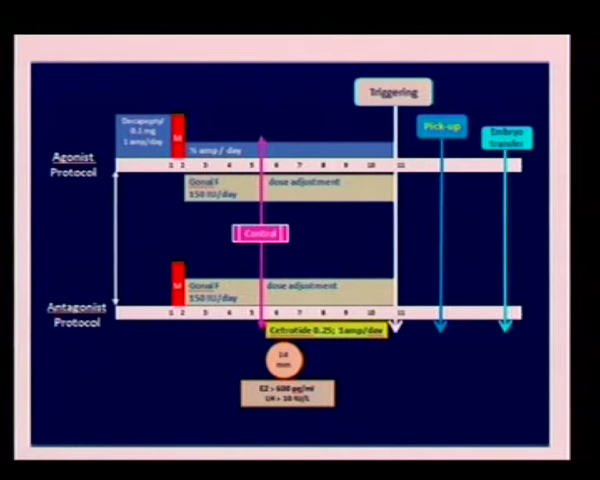 Triggering
Decapeptyl
0.1 mg
1 amp/day
M
Pick-up
Embryo
transfer
½ amp / day
Agonist
Protocol
1 2 3 4 5 6 7 8 9 10 11
Gonal F
150 IU/day
dose adjustment
Control
M
Gonal F
150 IU/day
dose adjustment
Antagonist
Protocol
1 2 3 4 5 6 7 8 9 10 11
Cetrotide 0.25; 1amp/day
14
mm
E2 > 600 pg/ml
LH > 10 IU/L